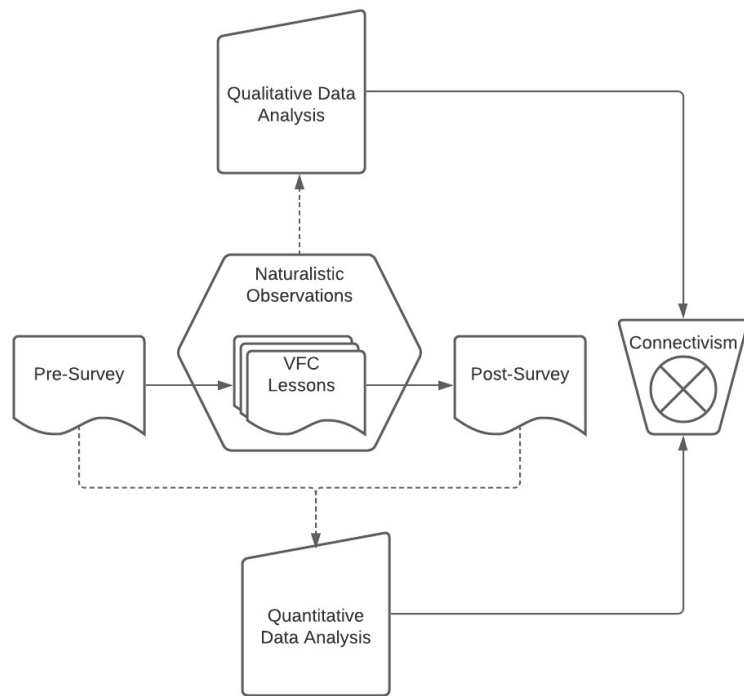 Qualitative Data
Analysis
Naturalistic
Observations
Pre-Survey
VFC
Lessons
Post-Survey
Connectivism
Quantitative
Data Analysis